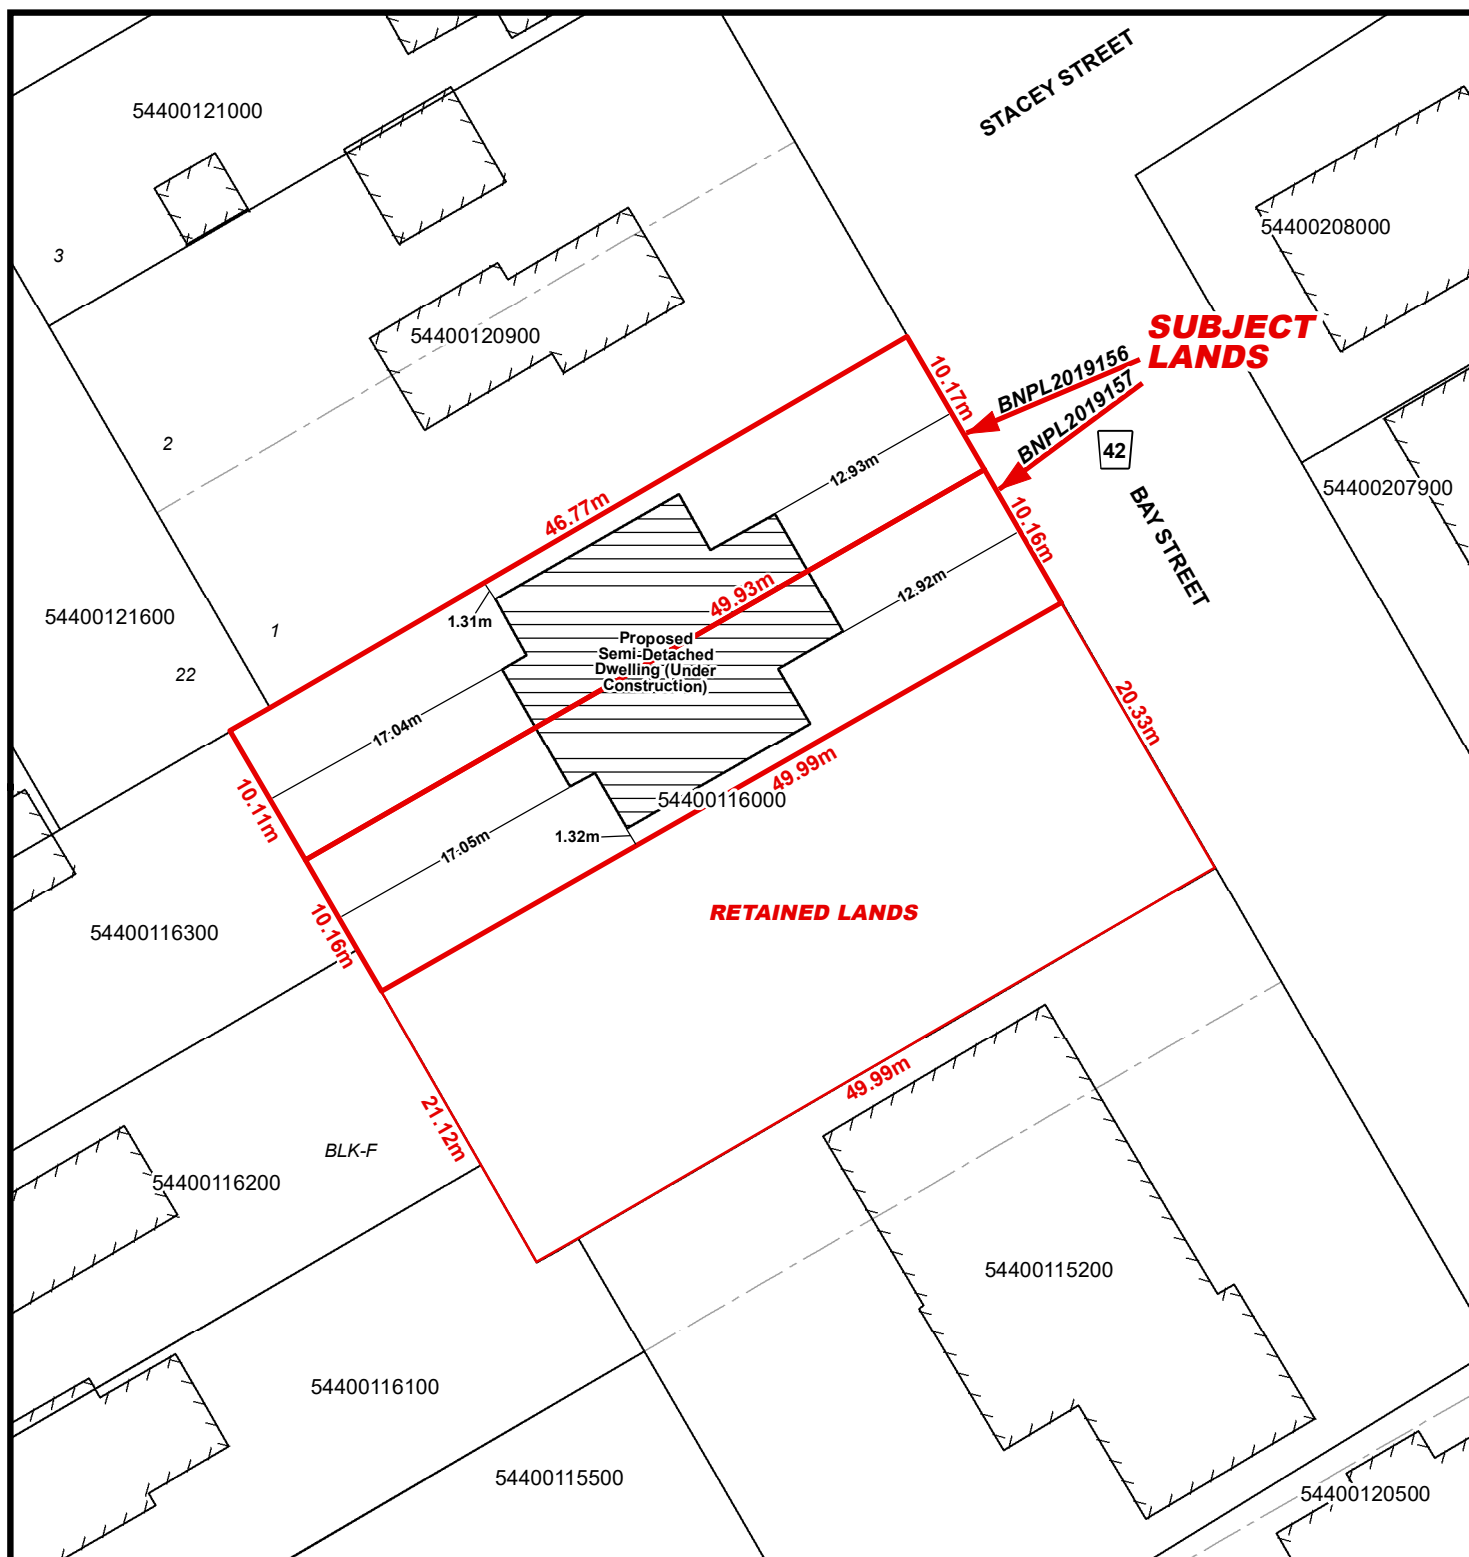 STACEY STREET
54400121000
54400208000
3
SUBJECT
LANDS
54400120900
BNPL2019156
BNPL2019157
10.17m
2
42
12.93m
54400207900
46.77m
10.16m
BAY STREET
12.92m
49.93m
54400121600
1.31m
1
22
Proposed
Semi-Detached
Dwelling (Under
Construction)
20.33m
17.04m
49.99m
10.11m
54400116000
17.05m
1.32m
RETAINED LANDS
54400116300
10.16m
49.99m
21.12m
BLK-F
54400116200
54400115200
54400116100
54400115500
54400120500